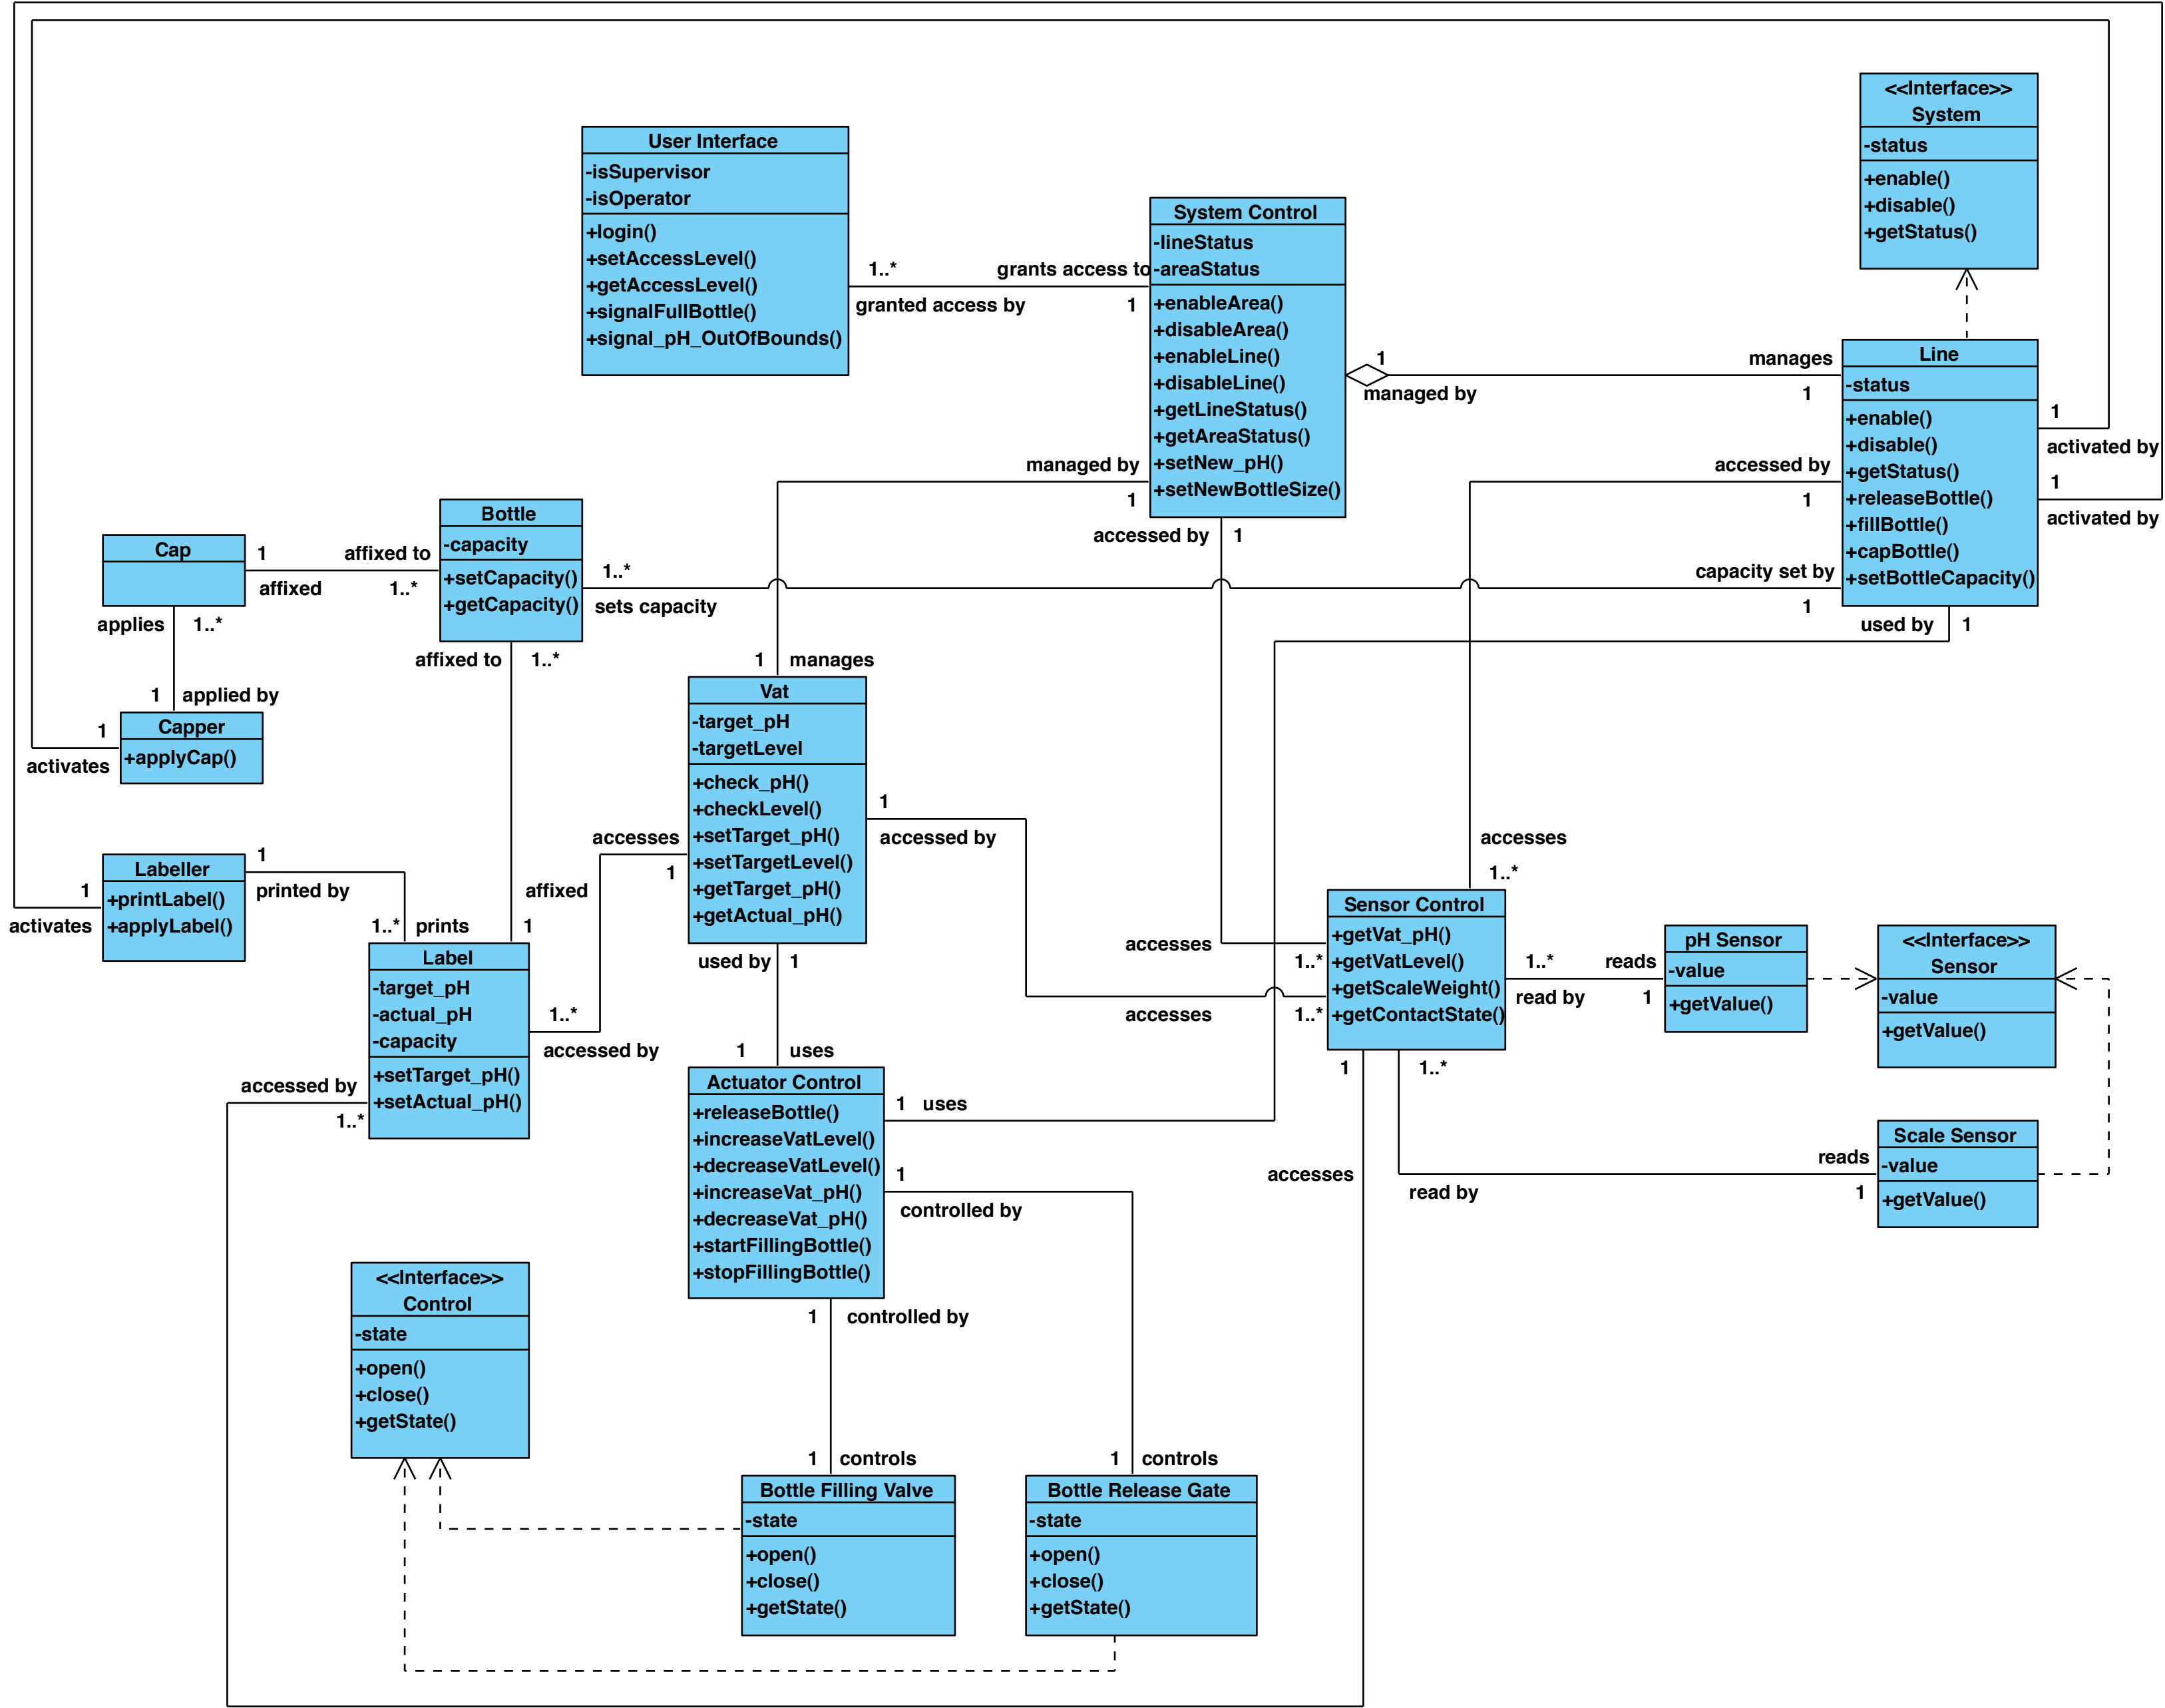 <<Interface>>
System
-status
+enable()
+disable()
+getStatus()
User Interface
-isSupervisor
-isOperator
+login()
+setAccessLevel()
+getAccessLevel()
+signalFullBottle()
+signal_pH_OutOfBounds()
1..*
grants access to
granted access by
1
System Control
-lineStatus
-areaStatus
+enableArea()
+disableArea()
+enableLine()
+disableLine()
+getLineStatus()
+getAreaStatus()
+setNew_pH()
+setNewBottleSize()
1
manages
managed by
1
Line
-status
+enable()
+disable()
+getStatus()
+releaseBottle()
+fillBottle()
+capBottle()
+setBottleCapacity()
1
activated by
1
activated by
managed by
1
accessed by
1
accessed by
1
capacity set by
1
used by
1
Bottle
-capacity
+setCapacity()
+getCapacity()
1..*
sets capacity
Cap
1
affixed to
affixed
1..*
applies
1..*
affixed to
1..*
1
applied by
Capper
+applyCap()
1
activates
1
manages
Vat
-target_pH
-targetLevel
+check_pH()
+checkLevel()
+setTarget_pH()
+setTargetLevel()
+getTarget_pH()
+getActual_pH()
1
accessed by
accesses
1
used by
1
Labeller
+printLabel()
+applyLabel()
1
printed by
1
activates
1..*
prints
affixed
1
Label
-target_pH
-actual_pH
-capacity
+setTarget_pH()
+setActual_pH()
1..*
accessed by
accessed by
1..*
accesses
1..*
Sensor Control
+getVat_pH()
+getVatLevel()
+getScaleWeight()
+getContactState()
accesses
1..*
accesses
1..*
1..*
reads
read by
1
pH Sensor
-value
+getValue()
<<Interface>>
Sensor
-value
+getValue()
1
1..*
accesses
read by
reads
1
Scale Sensor
-value
+getValue()
1
uses
Actuator Control
+releaseBottle()
+increaseVatLevel()
+decreaseVatLevel()
+increaseVat_pH()
+decreaseVat_pH()
+startFillingBottle()
+stopFillingBottle()
1
uses
1
controlled by
1
controlled by
<<Interface>>
Control
-state
+open()
+close()
+getState()
1
controls
1
controls
Bottle Filling Valve
-state
+open()
+close()
+getState()
Bottle Release Gate
-state
+open()
+close()
+getState()